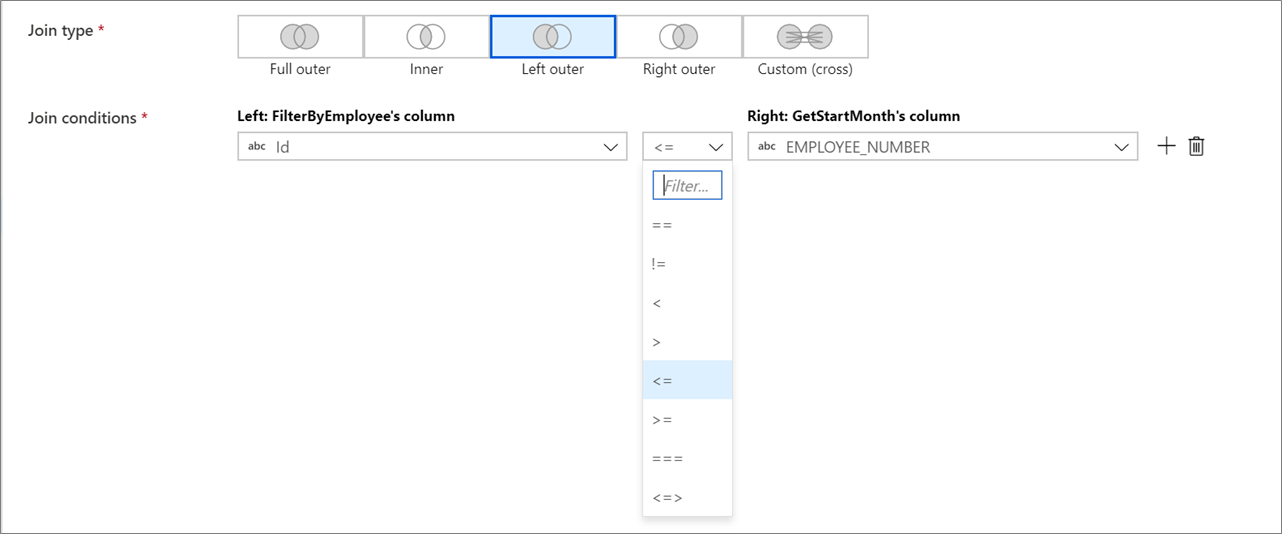 Join type *
Full outer
Inner
Left outer
Right outer
Custom (cross)
Join conditions *
Left: FilterByEmployee's column
Right: GetStartMonth's column
abc Id
<=
abc EMPLOYEE_NUMBER
Filter...
==
!=
<
>
<=
>=
===
<=>